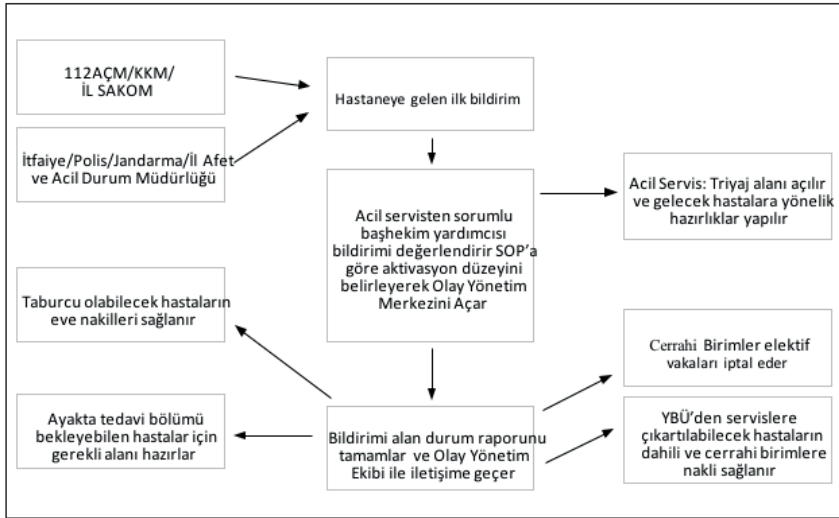 112AÇM/KKM/
İL SAKOM
Hastaneye gelen ilk bildirim
İtfaiye/Polis/Jandarma/İl Afet
ve Acil Durum Müdürlüğü
Acil servisten sorumlu
başhekim yardımcısı
bildirimi değerlendirir SOP’a
göre aktivasyon düzeyini
belirleyerek Olay Yönetim
Merkezini Açar
Acil Servis: Triyaj alanı açılır
ve gelecek hastalara yönelik
hazırlıklar yapılır
Taburcu olabilecek hastaların
eve nakilleri sağlanır
Cerrahi Birimler elektif
vakaları iptal eder
Ayakta tedavi bölümü
bekleyebilen hastalar için
gerekli alanı hazırlar
Bildirimi alan durum raporunu
tamamlar ve Olay Yönetim
Ekibi ile iletişime geçer
YBÜ’den servislere
çıkartılabilecek hastaların
dahili ve cerrahi birimlere
nakli sağlanır